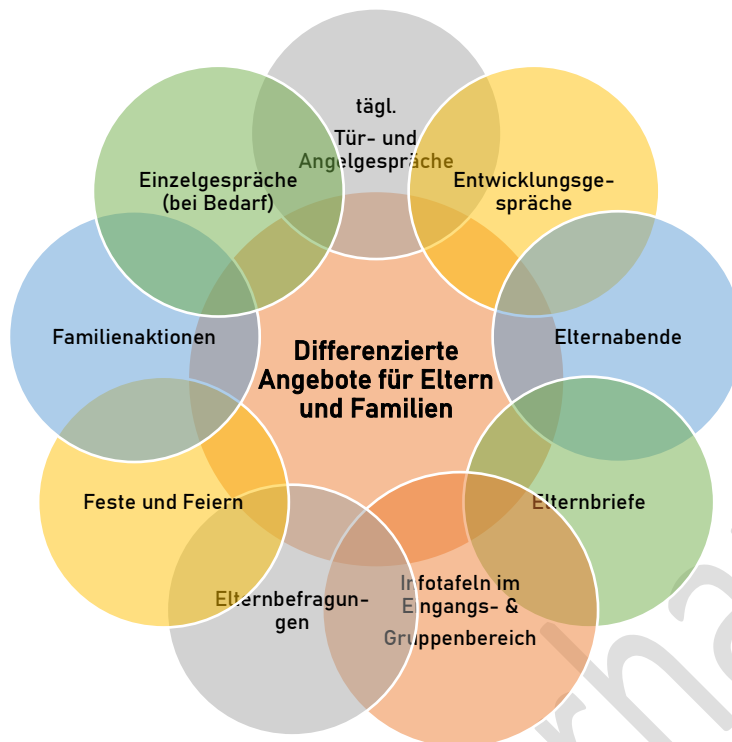 tägl.
Tür- und
Angelgespräche
Entwicklungsge-
spräche
Elternabende
Elternbriefe
Infotafeln im
Eingangs- &
Gruppenbereich
Elternbefragun-
gen
Feste und Feiern
Familienaktionen
Einzelgespräche
(bei Bedarf)
Differenzierte
Angebote für Eltern
und Familien